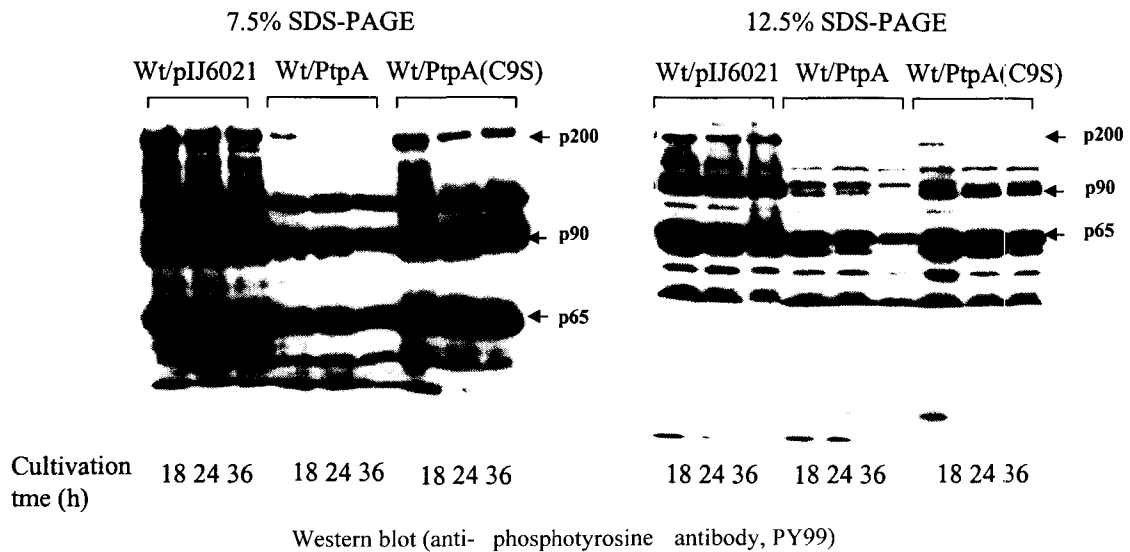 7.5% SDS-PAGE
12.5% SDS-PAGE
Wt/pIJ6021 Wt/PtpA Wt/PtpA(C9S)
Wt/pIJ6021 Wt/PtpA Wt/PtpA(C9S)
p200
p90
p65
p200
p90
p65
Cultivation
tme (h)
18 24 36 18 24 36 18 24 36
18 24 36 18 24 36 18 24 36
Western blot (anti- phosphotyrosine antibody, PY99)